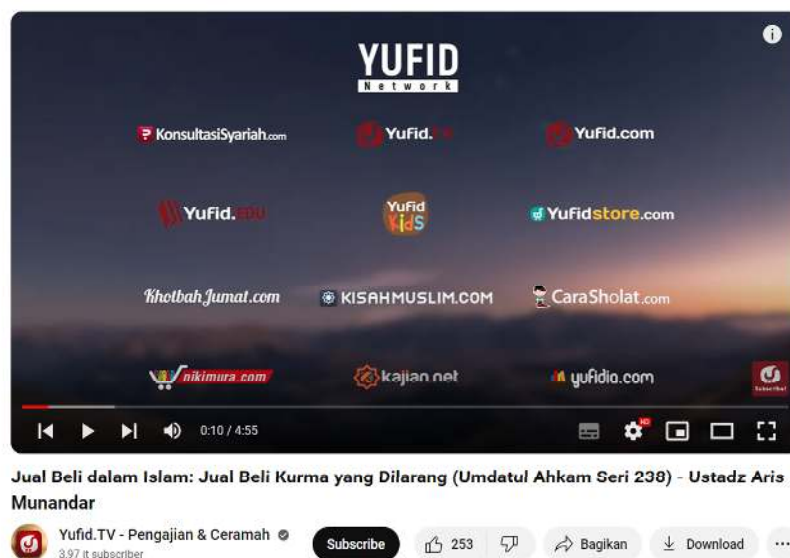 YUFID
Network
KonsultasiSyariah.com
Yufid.TV
Yufid.com
Yufid.EDU
Yufid Kids
Yufidstore.com
KhotbahJumat.com
KISAHMUSLIM.COM
CaraSholat.com
nikimura.com
kajian.net
yufidia.com
Subscribe!
0:10 / 4:55
HD
Jual Beli dalam Islam: Jual Beli Kurma yang Dilarang (Umdatul Ahkam Seri 238) - Ustadz Aris
Munandar
Yufid.TV - Pengajian & Ceramah
3.97 jt subscriber
Subscribe
253
Bagikan
Download